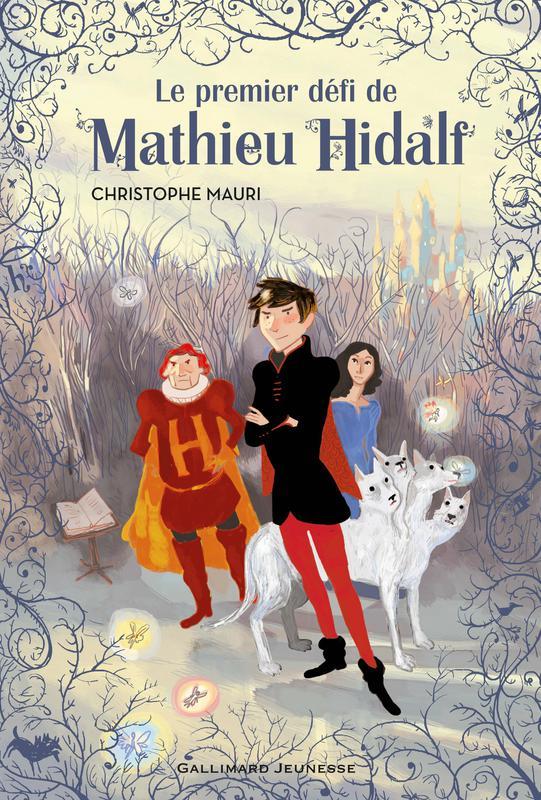 Le premier défi de
Mathieu Hidalf
CHRISTOPHE MAURI
H
GALLIMARD JEUNESSE